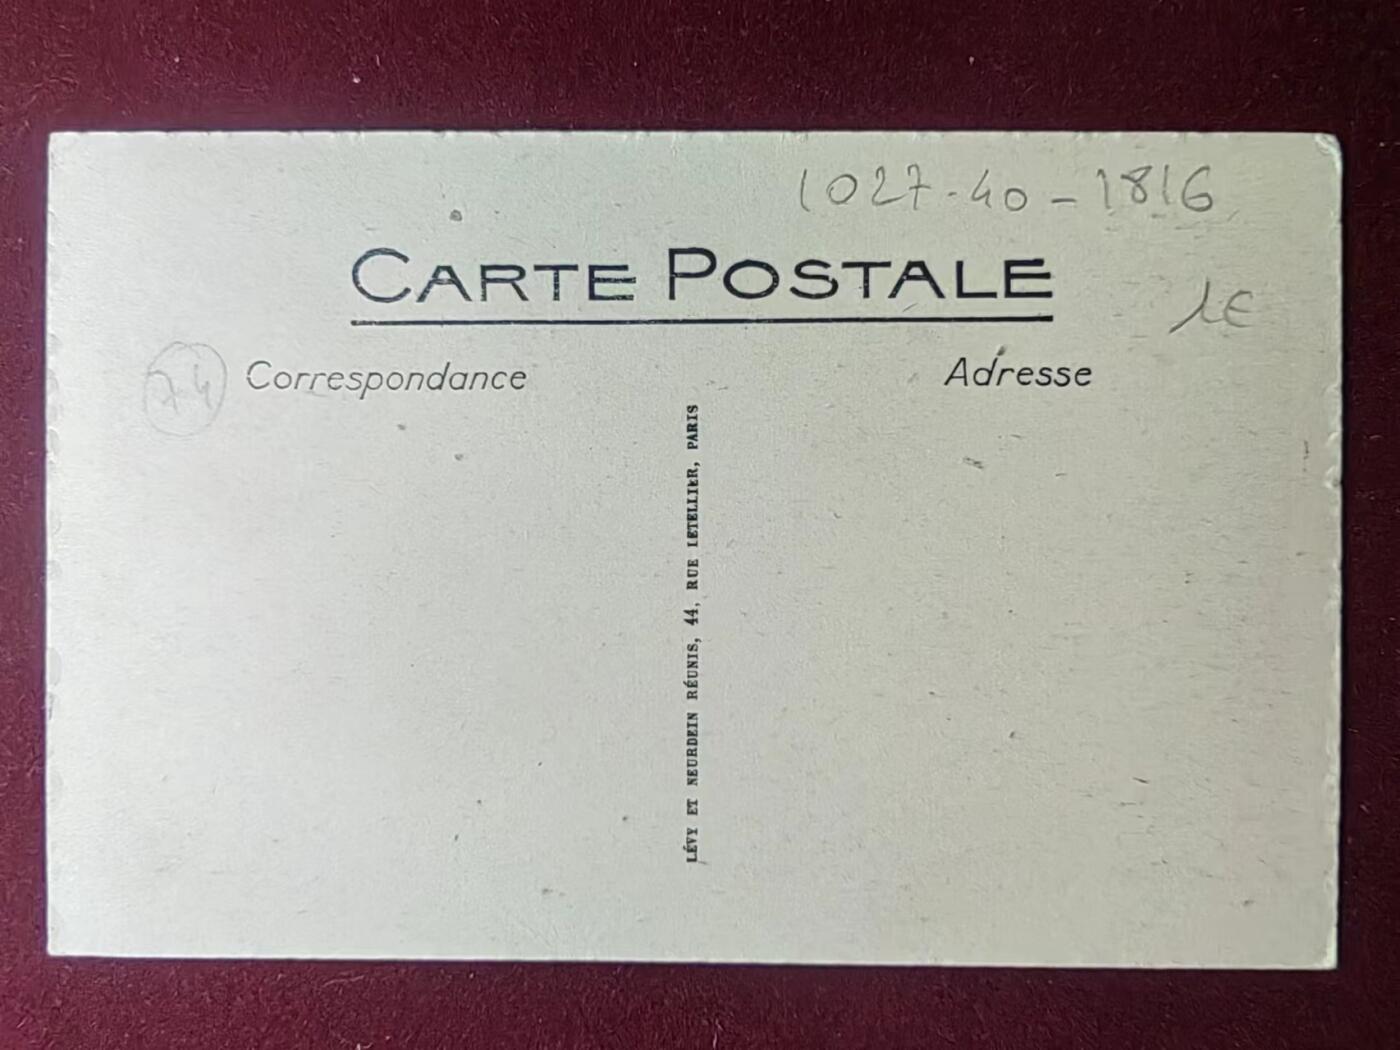 1027-40-1816
CARTE POSTALE
1€
74
Correspondance
Adresse
LÉVY ET NEURDEIN RÉUNIS, 44, RUE LETELLIER, PARIS